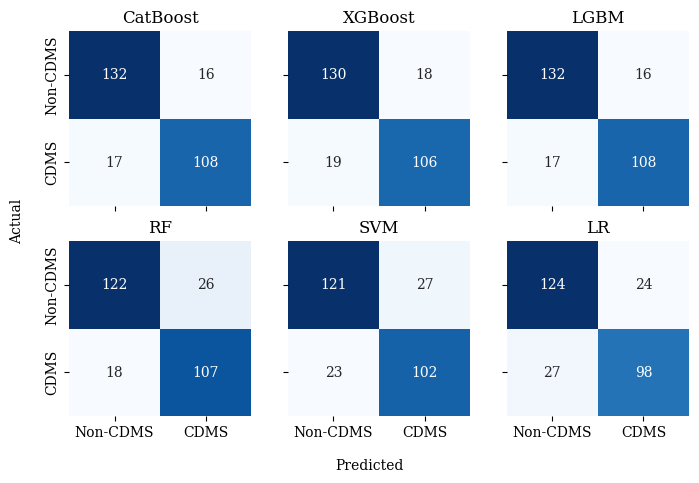 CatBoost XGBoost LGBM
Non-CDMS 132 16 130 18 132 16
CDMS 17 108 19 106 17 108
Actual
RF SVM LR
Non-CDMS 122 26 121 27 124 24
CDMS 18 107 23 102 27 98
Non-CDMS CDMS Non-CDMS CDMS Non-CDMS CDMS
Predicted